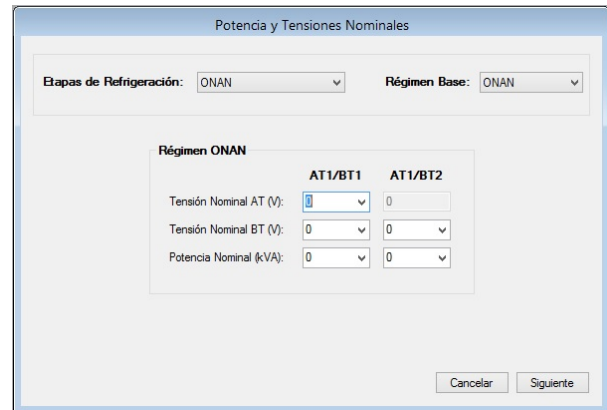 Potencia y Tensiones Nominales
Etapas de Refrigeración: ONAN Régimen Base: ONAN
Régimen ONAN
AT1/BT1 AT1/BT2
Tensión Nominal AT (V): 0 0
Tensión Nominal BT (V): 0 0
Potencia Nominal (kVA): 0 0
Cancelar Siguiente